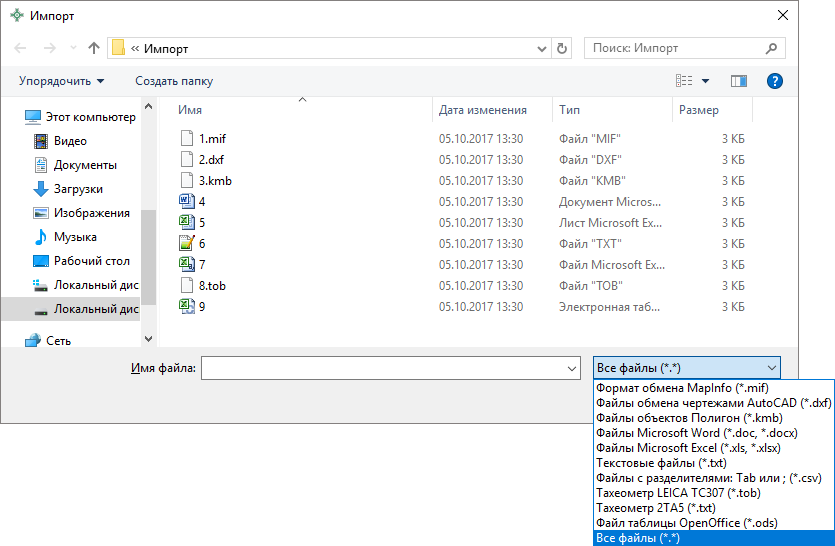 Импорт
« Импорт
Поиск: Импорт
Упорядочить
Создать папку
?
Этот компьютер
Видео
Документы
Загрузки
Изображения
Музыка
Рабочий стол
Локальный дис
Локальный дис
Сеть
Имя Дата изменения Тип Размер
1.mif 05.10.2017 13:30 Файл "MIF" 3 КБ
2.dxf 05.10.2017 13:30 Файл "DXF" 3 КБ
3.kmb 05.10.2017 13:30 Файл "KMB" 3 КБ
4 05.10.2017 13:30 Документ Micros... 3 КБ
5 05.10.2017 13:30 Лист Microsoft Ex... 3 КБ
6 05.10.2017 13:30 Файл "TXT" 3 КБ
7 05.10.2017 13:30 Файл Microsoft Ex... 3 КБ
8.tob 05.10.2017 13:30 Файл "TOB" 3 КБ
9 05.10.2017 13:30 Электронная таб... 3 КБ
Имя файла:
Все файлы (*.*)
Формат обмена MapInfo (*.mif)
Файлы обмена чертежами AutoCAD (*.dxf)
Файлы объектов Полигон (*.kmb)
Файлы Microsoft Word (*.doc, *.docx)
Файлы Microsoft Excel (*.xls, *.xlsx)
Текстовые файлы (*.txt)
Файлы с разделителями: Tab или ; (*.csv)
Тахеометр LEICA TC307 (*.tob)
Тахеометр 2TA5 (*.txt)
Файл таблицы OpenOffice (*.ods)
Все файлы (*.*)